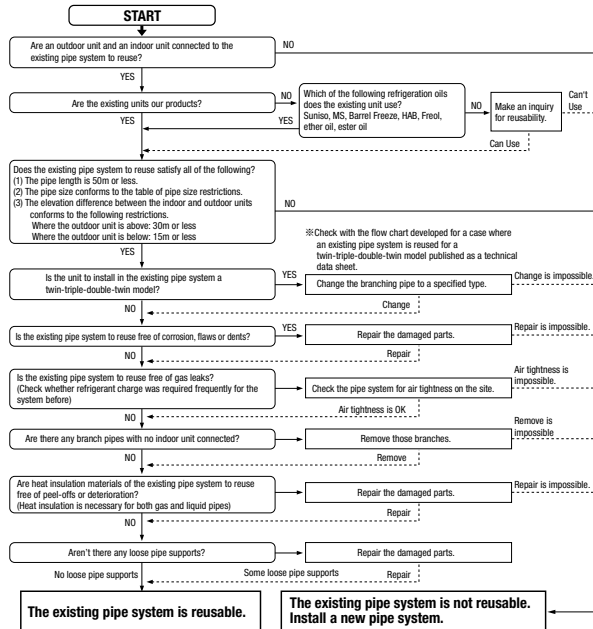 START
Are an outdoor unit and an indoor unit connected to the
existing pipe system to reuse?
NO
YES
Are the existing units our products?
NO
Which of the following refrigeration oils
does the existing unit use?
Suniso, MS, Barrel Freeze, HAB, Freol,
ether oil, ester oil
NO
Make an inquiry
for reusability.
Can't
Use
YES
YES
Can Use
Does the existing pipe system to reuse satisfy all of the following?
(1) The pipe length is 50m or less.
(2) The pipe size conforms to the table of pipe size restrictions.
(3) The elevation difference between the indoor and outdoor units
conforms to the following restrictions.
Where the outdoor unit is above: 30m or less
Where the outdoor unit is below: 15m or less
NO
YES
※Check with the flow chart developed for a case where
an existing pipe system is reused for a
twin-triple-double-twin model published as a technical
data sheet.
Is the unit to install in the existing pipe system a
twin-triple-double-twin model?
YES
Change the branching pipe to a specified type.
Change is impossible.
NO
Change
Is the existing pipe system to reuse free of corrosion, flaws or dents?
YES
Repair the damaged parts.
Repair is impossible.
NO
Repair
Is the existing pipe system to reuse free of gas leaks?
(Check whether refrigerant charge was required frequently for the
system before)
Check the pipe system for air tightness on the site.
Air tightness is
impossible.
NO
Air tightness is OK
Are there any branch pipes with no indoor unit connected?
Remove those branches.
Remove is
impossible
NO
Remove
Are heat insulation materials of the existing pipe system to reuse
free of peel-offs or deterioration?
(Heat insulation is necessary for both gas and liquid pipes)
Repair the damaged parts.
Repair is impossible.
NO
Repair
Aren't there any loose pipe supports?
Repair the damaged parts.
No loose pipe supports
Some loose pipe supports
Repair
The existing pipe system is reusable.
The existing pipe system is not reusable.
Install a new pipe system.